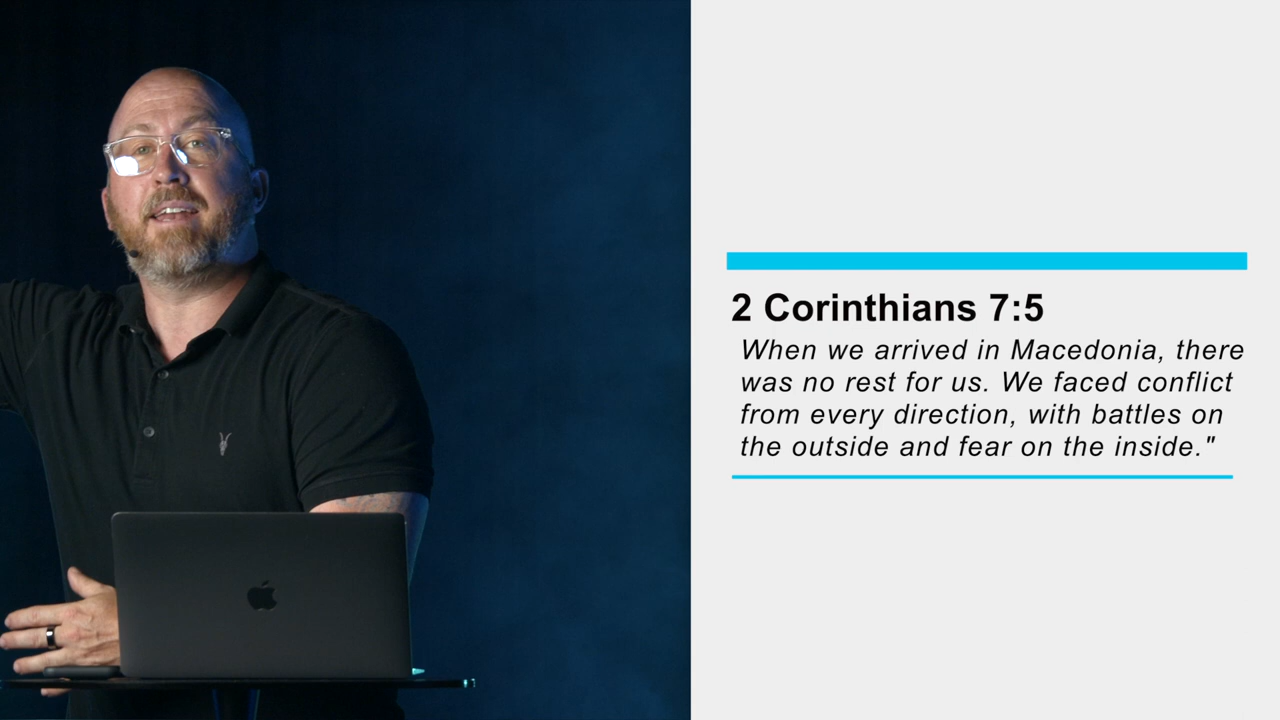 2 Corinthians 7:5
When we arrived in Macedonia, there
was no rest for us. We faced conflict
from every direction, with battles on
the outside and fear on the inside."